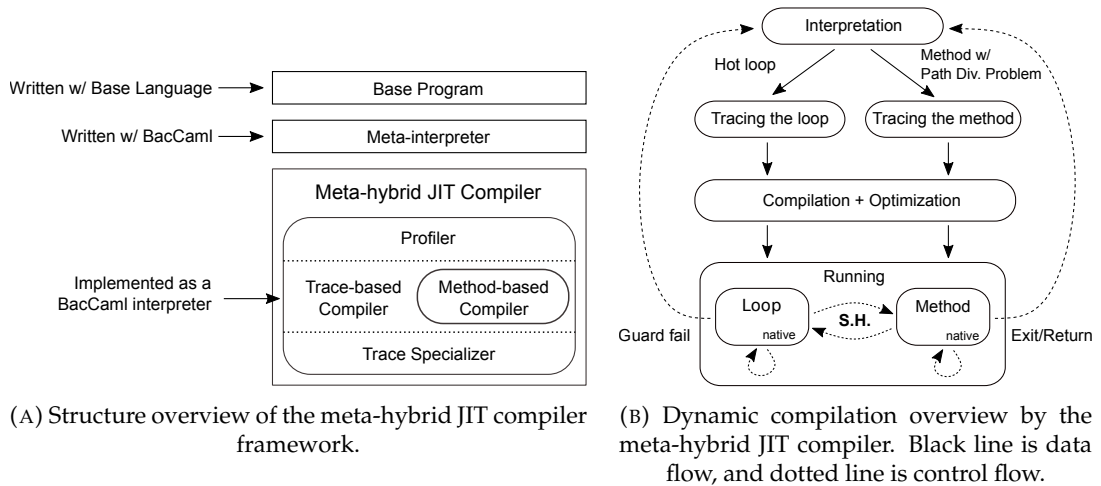 Written w/ Base Language
Base Program
Written w/ BacCaml
Meta-interpreter
Meta-hybrid JIT Compiler
Profiler
Implemented as a
BacCaml interpreter
Trace-based
Compiler
Method-based
Compiler
Trace Specializer
(A) Structure overview of the meta-hybrid JIT compiler
framework.
Interpretation
Hot loop
Method w/
Path Div. Problem
Tracing the loop
Tracing the method
Compilation + Optimization
Running
Loop
native
S.H.
Method
native
Guard fail
Exit/Return
(B) Dynamic compilation overview by the
meta-hybrid JIT compiler. Black line is data
flow, and dotted line is control flow.